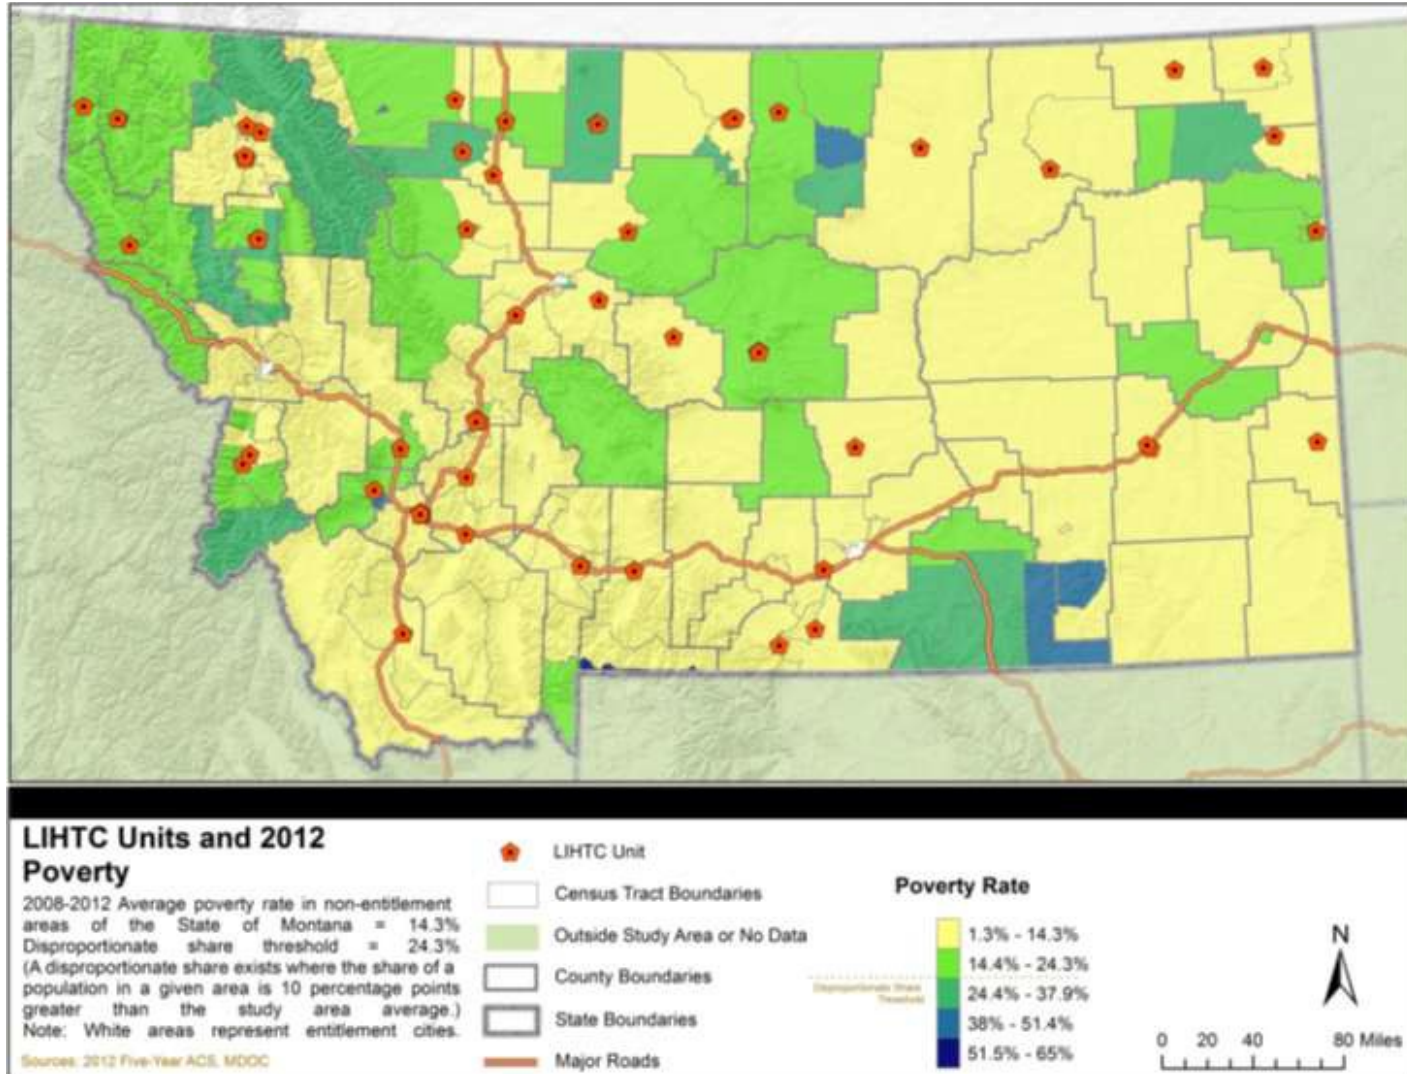 LIHTC Units and 2012
Poverty
2008-2012 Average poverty rate in non-entitlement
areas of the State of Montana = 14.3%
Disproportionate share threshold = 24.3%
(A disproportionate share exists where the share of a
population in a given area is 10 percentage points
greater than the study area average.)
Note: White areas represent entitlement cities.
Sources: 2012 Five-Year ACS, MDOC
LIHTC Unit
Census Tract Boundaries
Outside Study Area or No Data
County Boundaries
State Boundaries
Major Roads
Poverty Rate
1.3% - 14.3%
14.4% - 24.3%
Disproportionate Share
Threshold
24.4% - 37.9%
38% - 51.4%
51.5% - 65%
N
0 20 40 80 Miles